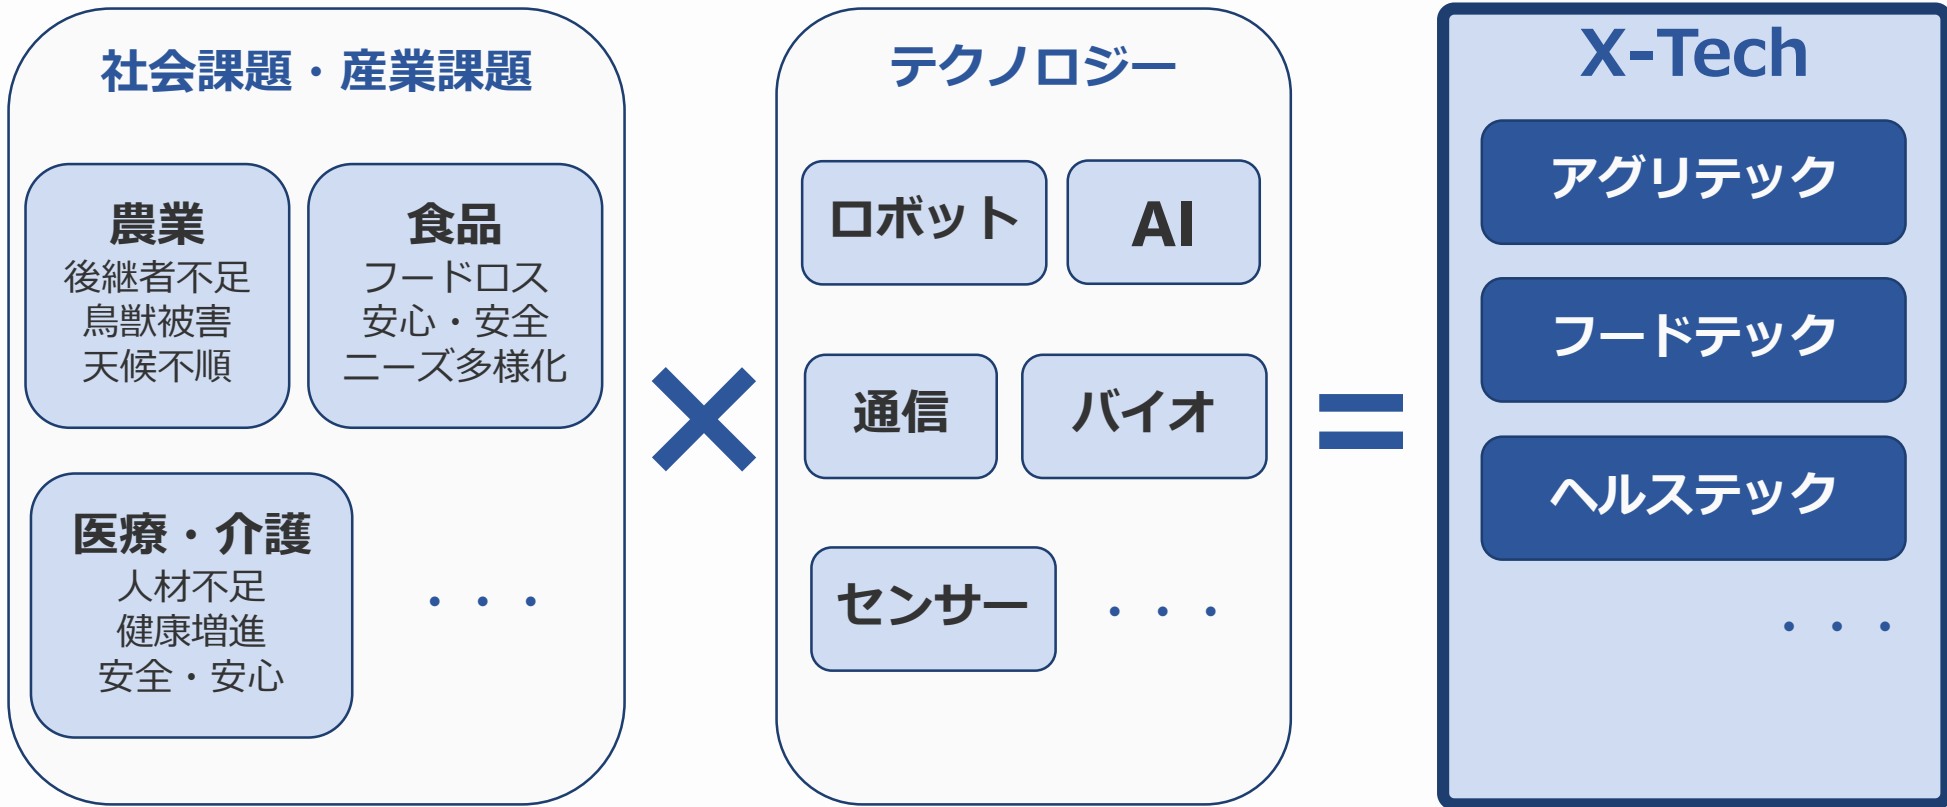 社会課題・産業課題
農業
後継者不足
鳥獣被害
天候不順
食品
フードロス
安心・安全
ニーズ多様化
医療・介護
人材不足
健康増進
安全・安心
・・・
×
テクノロジー
ロボット
AI
通信
バイオ
センサー
・・・
=
X-Tech
アグリテック
フードテック
ヘルステック
・・・